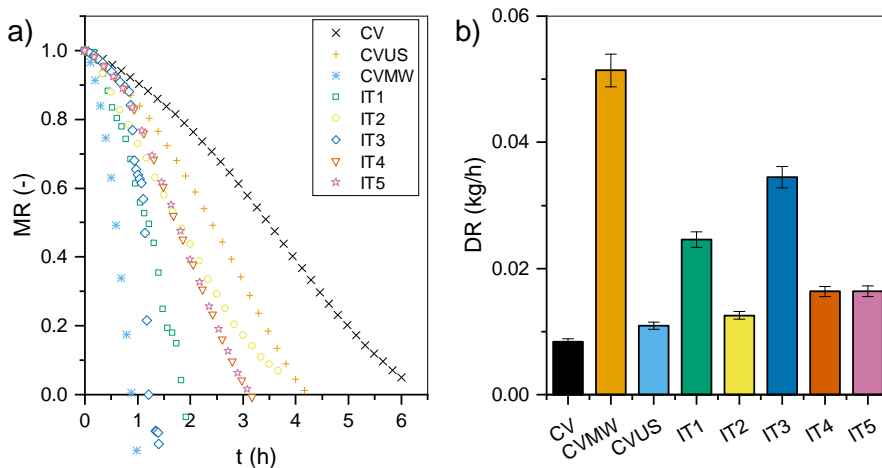 a)
CV
CVUS
CVMW
IT1
IT2
IT3
IT4
IT5
MR (-)
1.0
0.8
0.6
0.4
0.2
0.0
0 1 2 3 4 5 6
t (h)
b)
DR (kg/h)
0.06
0.04
0.02
0.00
CV CVMW CVUS IT1 IT2 IT3 IT4 IT5